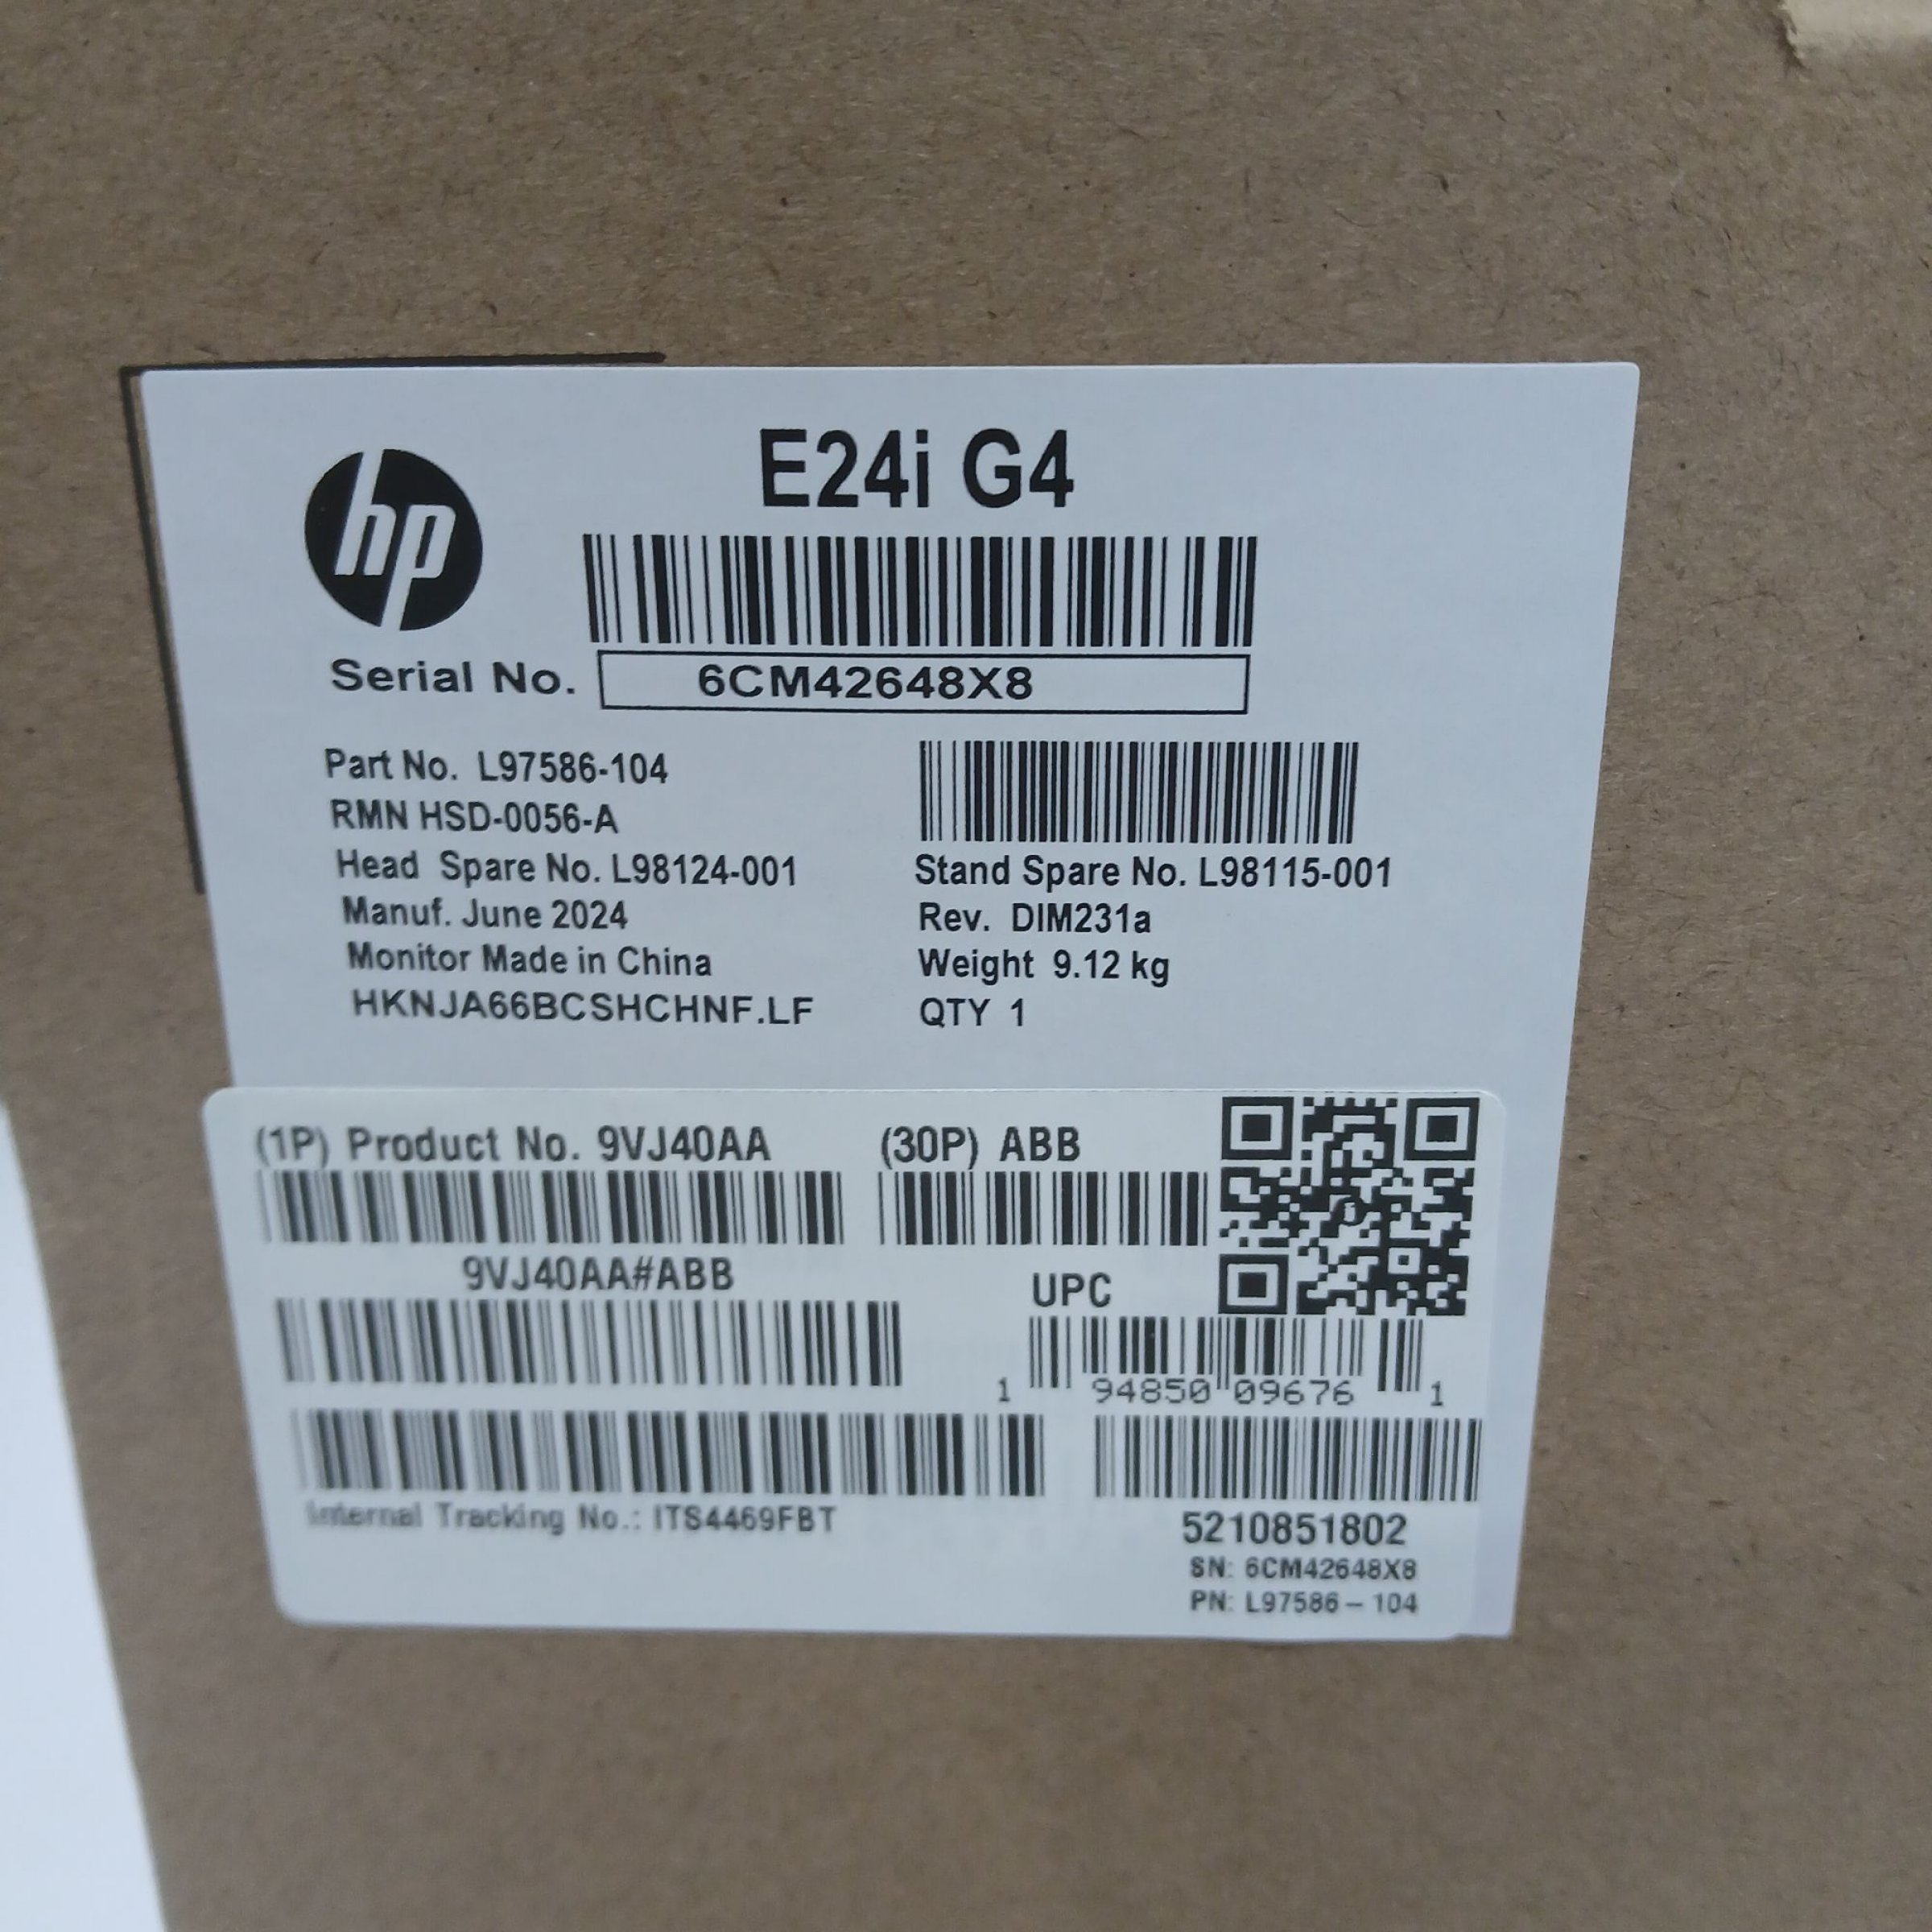 hp
E24i G4
Serial No. 6CM42648X8
Part No. L97586-104
RMN HSD-0056-A
Head Spare No. L98124-001
Stand Spare No. L98115-001
Manuf. June 2024
Rev. DIM231a
Monitor Made in China
Weight 9.12 kg
HKNJA66BCSHCHNF.LF
QTY 1
(1P) Product No. 9VJ40AA
(30P) ABB
9VJ40AA#ABB
UPC
1 94850 09676 1
Internal Tracking No.: ITS4469FBT
5210851802
SN: 6CM42648X8
PN: L97586-104